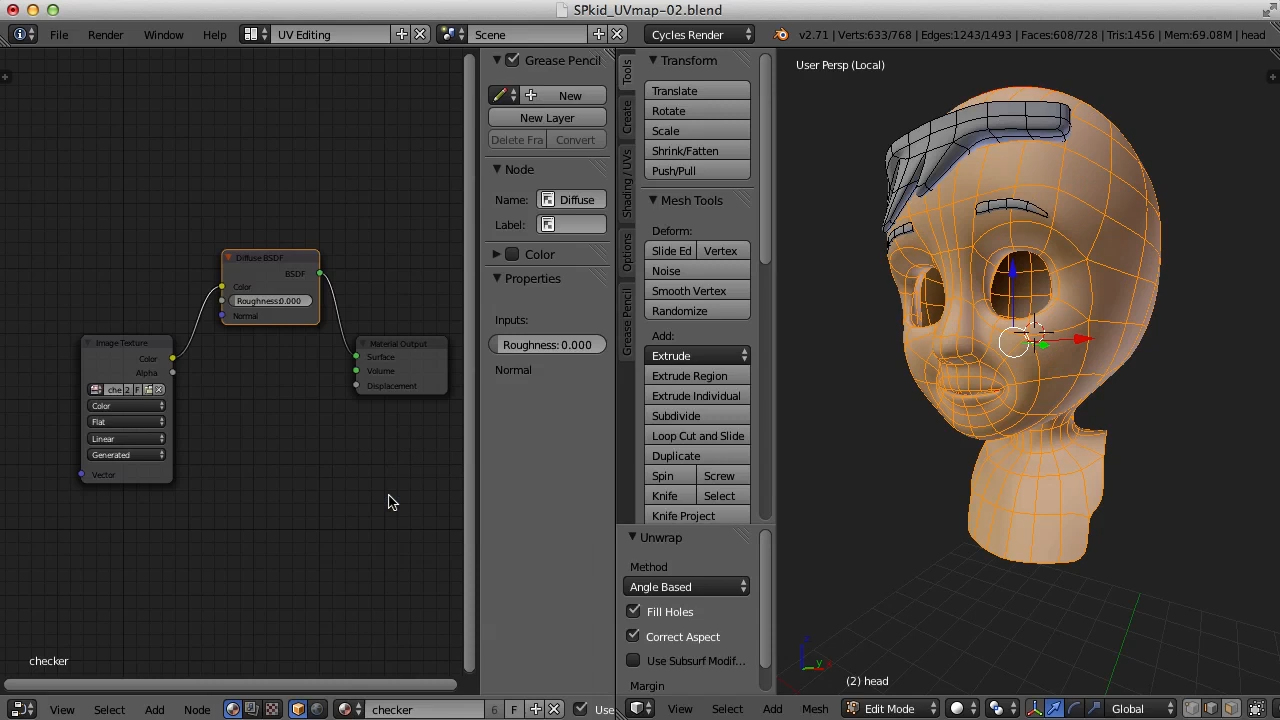 SPkid_UVmap-02.blend
File Render Window Help UV Editing Scene Cycles Render v2.71 | Verts:633/768 | Edges:1243/1493 | Faces:608/728 | Tris:1456 | Mem:69.08M | head
Grease Pencil
New
New Layer
Delete Fra Convert
Node
Name: Diffuse
Label:
Color
Properties
Inputs:
Roughness: 0.000
Normal
Diffuse BSDF
BSDF
Color
Roughness:0.000
Normal
Image Texture
Color
Alpha
che 2 F
Color
Flat
Linear
Generated
Vector
Material Output
Surface
Volume
Displacement
checker
View Select Add Node checker 6 F Use
Tools
Create
Shading / UVs
Options
Grease Pencil
Transform
Translate
Rotate
Scale
Shrink/Fatten
Push/Pull
Mesh Tools
Deform:
Slide Ed Vertex
Noise
Smooth Vertex
Randomize
Add:
Extrude
Extrude Region
Extrude Individual
Subdivide
Loop Cut and Slide
Duplicate
Spin Screw
Knife Select
Knife Project
Unwrap
Method
Angle Based
Fill Holes
Correct Aspect
Use Subsurf Modif...
Margin
User Persp (Local)
y
(2) head
View Select Add Mesh Edit Mode Global